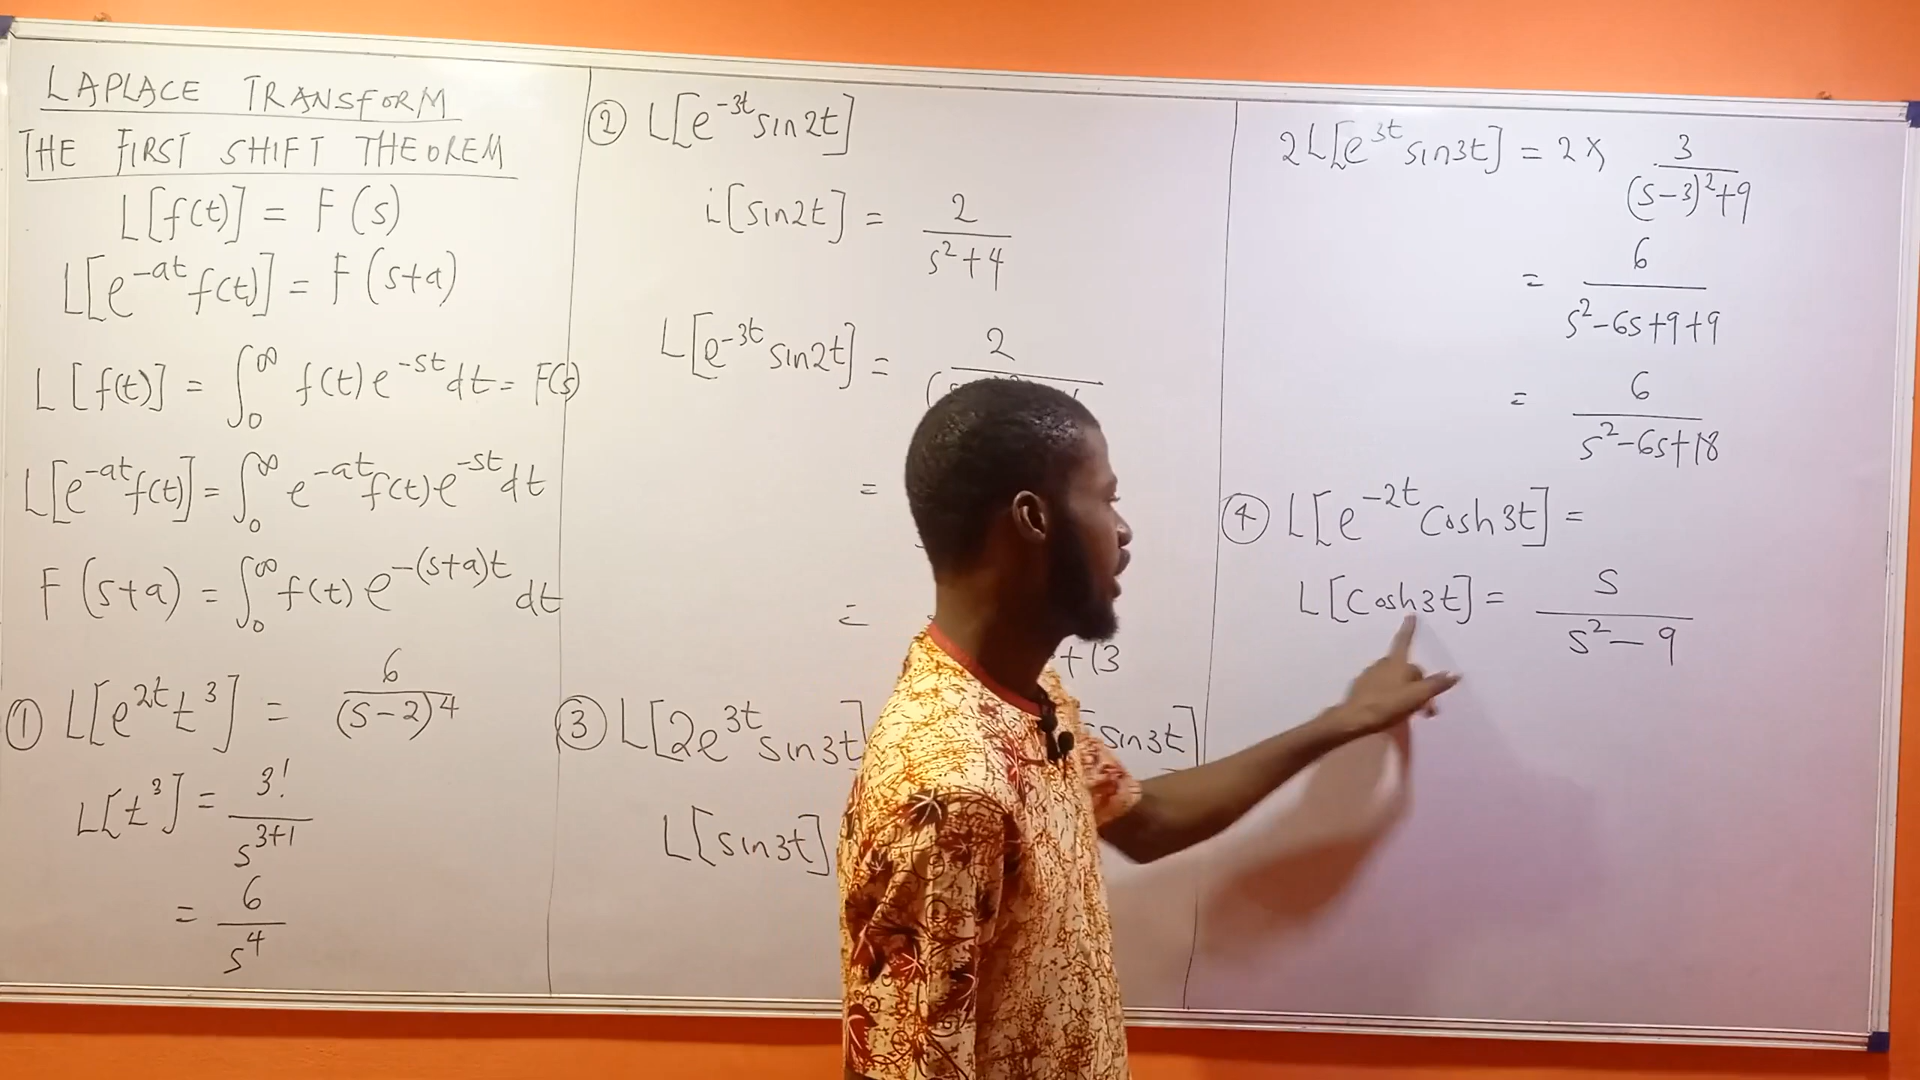 LAPLACE TRANSFORM
THE FIRST SHIFT THEOREM
L[f(t)] = F(s)
L[e^{-at} f(t)] = F(s+a)
L[f(t)] = ∫_0^∞ f(t) e^{-st} dt = F(s)
L[e^{-at} f(t)] = ∫_0^∞ e^{-at} f(t) e^{-st} dt
F(s+a) = ∫_0^∞ f(t) e^{-(s+a)t} dt
① L[e^{2t} t^3] = 6/(s-2)^4
L[t^3] = 3!/s^{3+1}
= 6/s^4
② L[e^{-3t} sin2t]
L[sin2t] = 2/(s^2+4)
L[e^{-3t} sin2t] = 2
=
= +13
③ L[2e^{3t} sin3t] sin3t]
L[sin3t]
2L[e^{3t} sin3t] = 2 × 3/((s-3)^2+9)
= 6/(s^2-6s+9+9)
= 6/(s^2-6s+18)
④ L[e^{-2t} Cosh3t] =
L[Cosh3t] = s/(s^2-9)